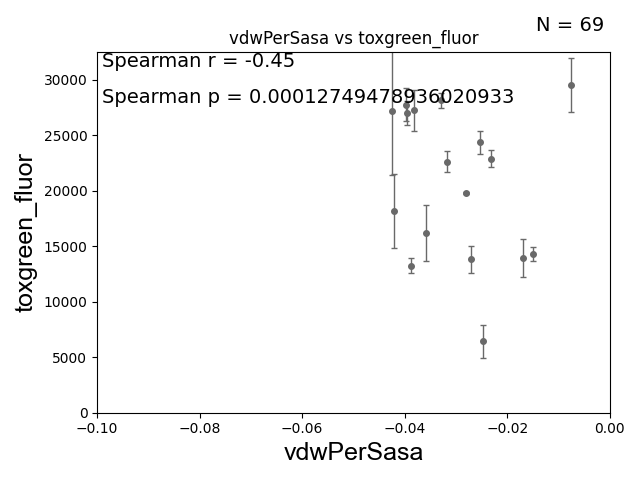 N = 69
vdwPerSasa vs toxgreen_fluor
Spearman r = -0.45
Spearman p = 0.00012749478936020933
30000
25000
20000
15000
10000
5000
0
toxgreen_fluor
−0.10 −0.08 −0.06 −0.04 −0.02 0.00
vdwPerSasa